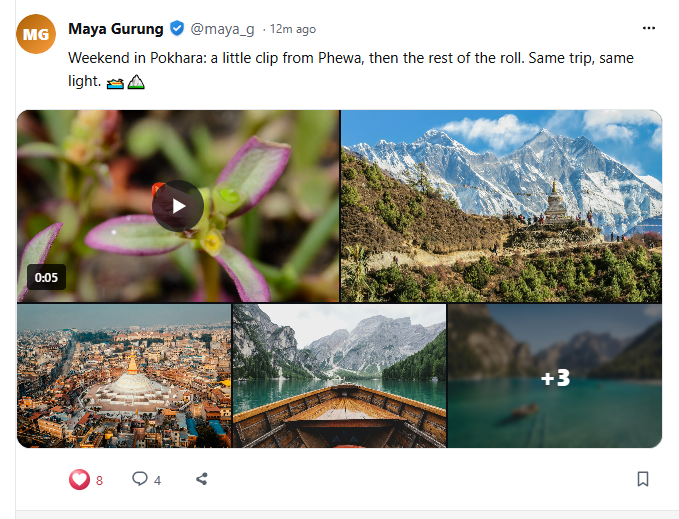 MG
Maya Gurung @maya_g · 12m ago
Weekend in Pokhara: a little clip from Phewa, then the rest of the roll. Same trip, same
light. 🚤🏔
0:05
+3
8 4